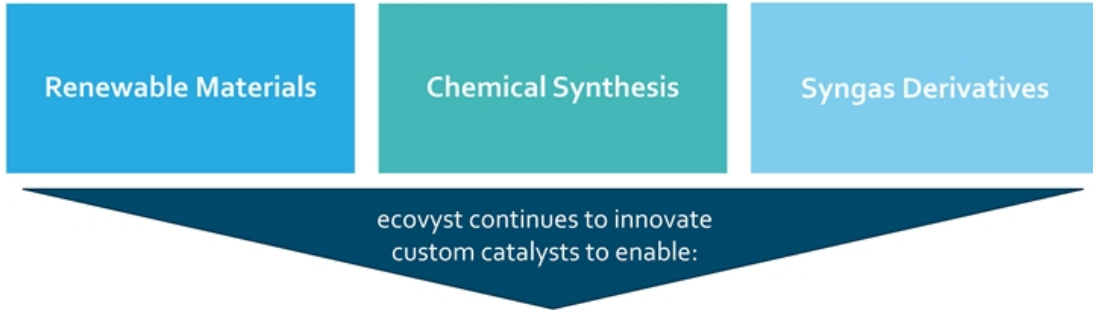 Renewable Materials
Chemical Synthesis
Syngas Derivatives
ecovyst continues to innovate
custom catalysts to enable: